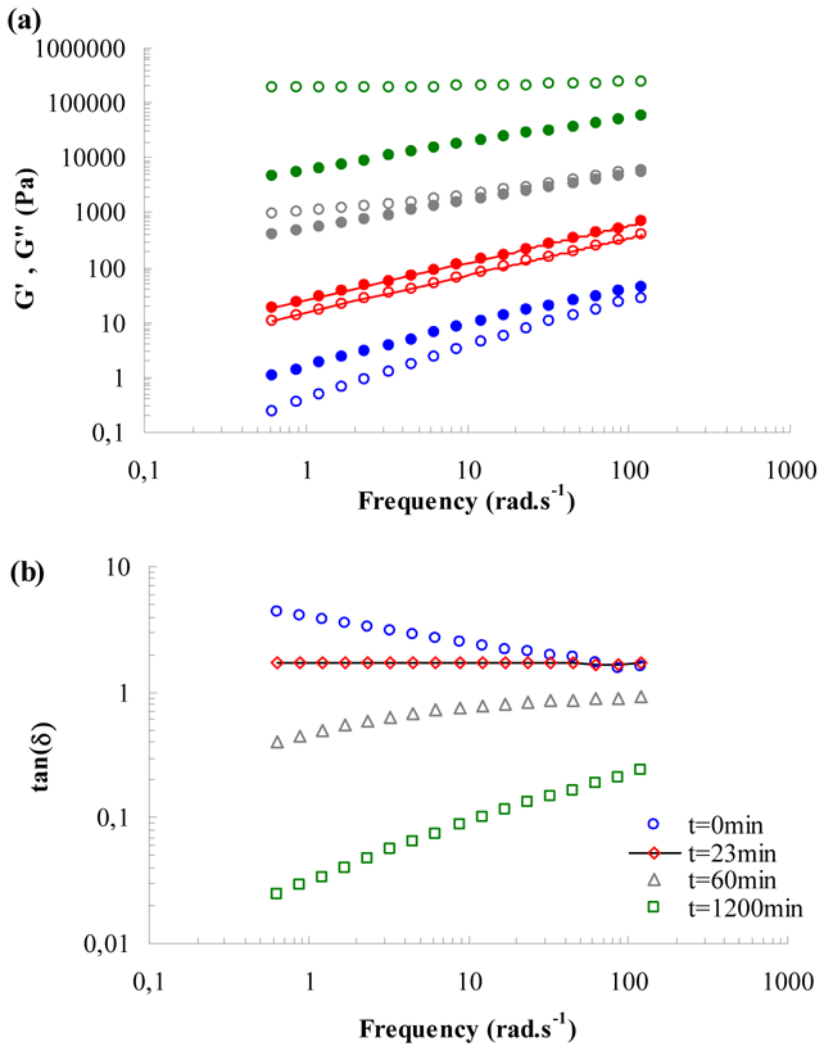 (a)
1000000
100000
10000
1000
100
10
1
0,1
G' , G" (Pa)
0,1 1 10 100 1000
Frequency (rad.s⁻¹)
(b)
10
1
0,1
0,01
tan(δ)
t=0min
t=23min
t=60min
t=1200min
0,1 1 10 100 1000
Frequency (rad.s⁻¹)